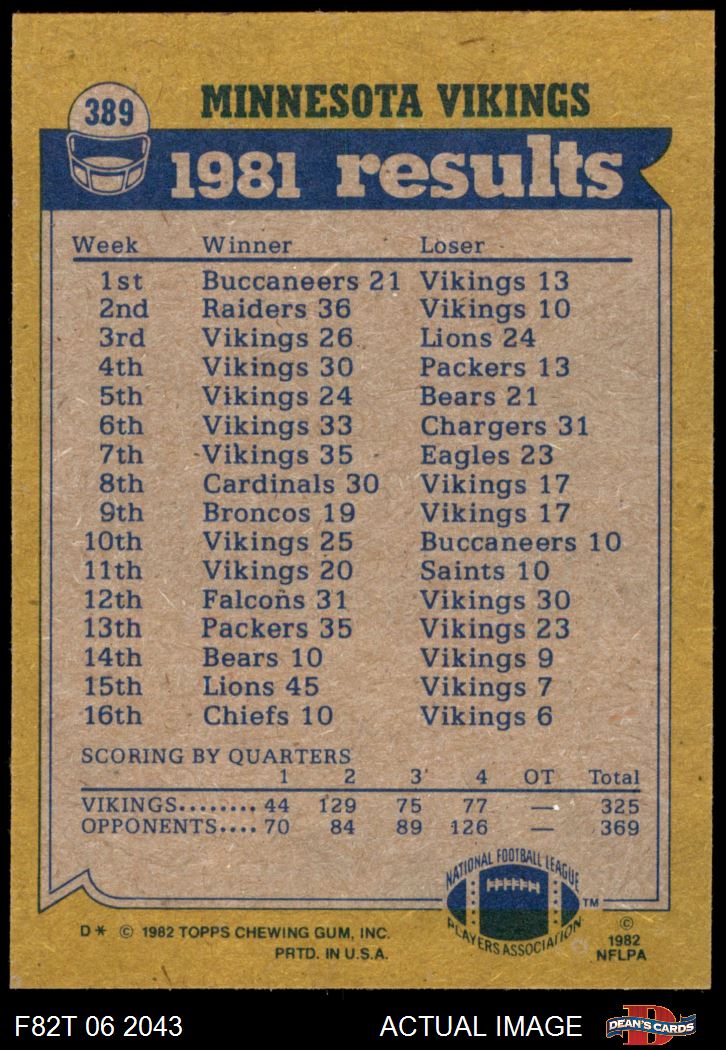 389
MINNESOTA VIKINGS
1981 results
Week Winner Loser
1st Buccaneers 21 Vikings 13
2nd Raiders 36 Vikings 10
3rd Vikings 26 Lions 24
4th Vikings 30 Packers 13
5th Vikings 24 Bears 21
6th Vikings 33 Chargers 31
7th Vikings 35 Eagles 23
8th Cardinals 30 Vikings 17
9th Broncos 19 Vikings 17
10th Vikings 25 Buccaneers 10
11th Vikings 20 Saints 10
12th Falcons 31 Vikings 30
13th Packers 35 Vikings 23
14th Bears 10 Vikings 9
15th Lions 45 Vikings 7
16th Chiefs 10 Vikings 6
SCORING BY QUARTERS
1 2 3 4 OT Total
VIKINGS........ 44 129 75 77 — 325
OPPONENTS.... 70 84 89 126 — 369
NATIONAL FOOTBALL LEAGUE
PLAYERS ASSOCIATION
TM
D* © 1982 TOPPS CHEWING GUM, INC.
PRTD. IN U.S.A.
©
1982
NFLPA
F82T 06 2043 ACTUAL IMAGE
D
DEAN'S CARDS